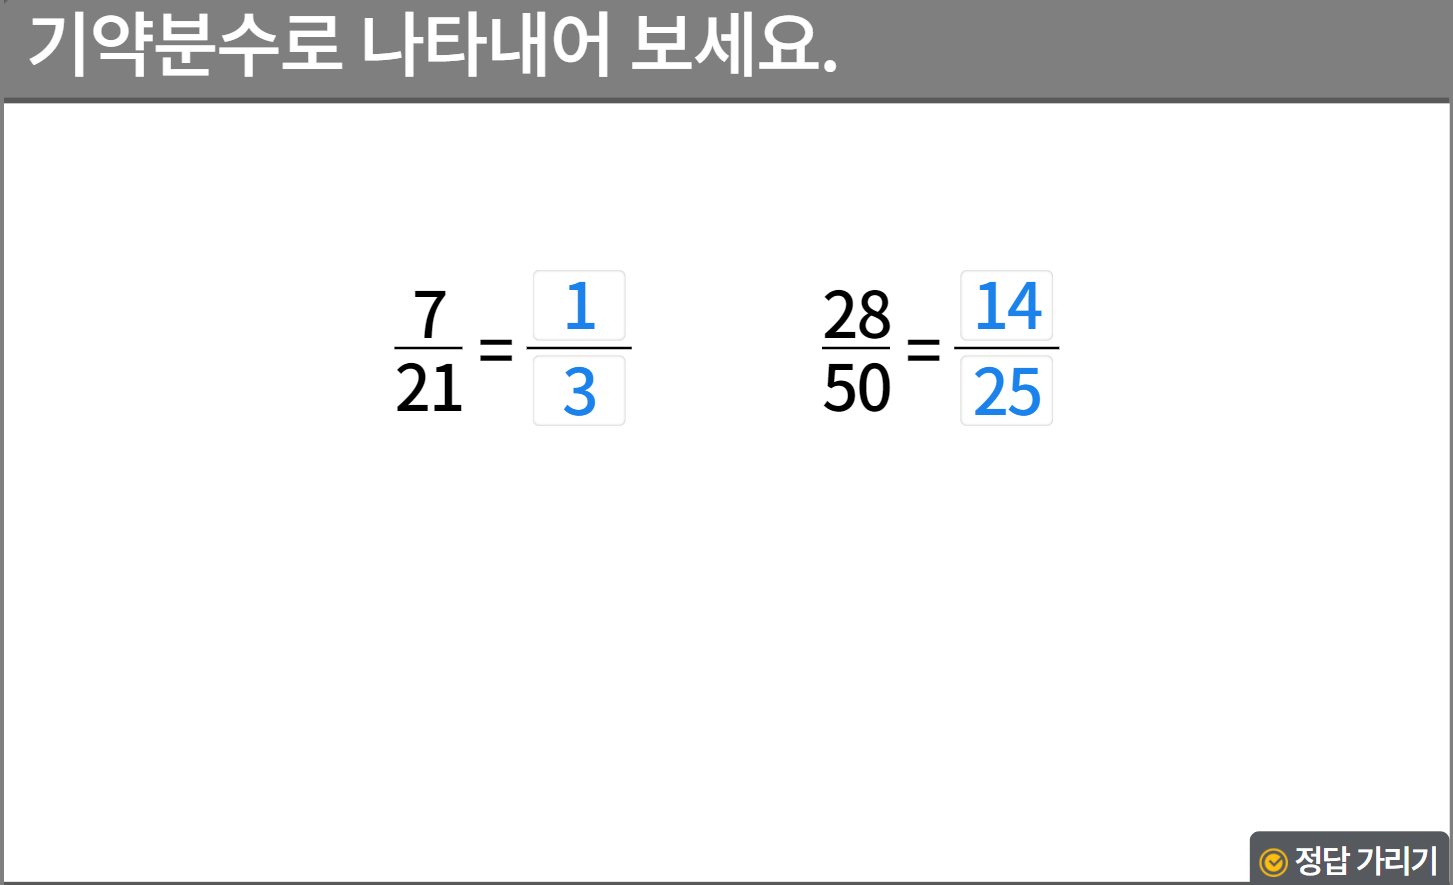 기약분수로 나타내어 보세요.
7/21 = 1/3
28/50 = 14/25
정답 가리기